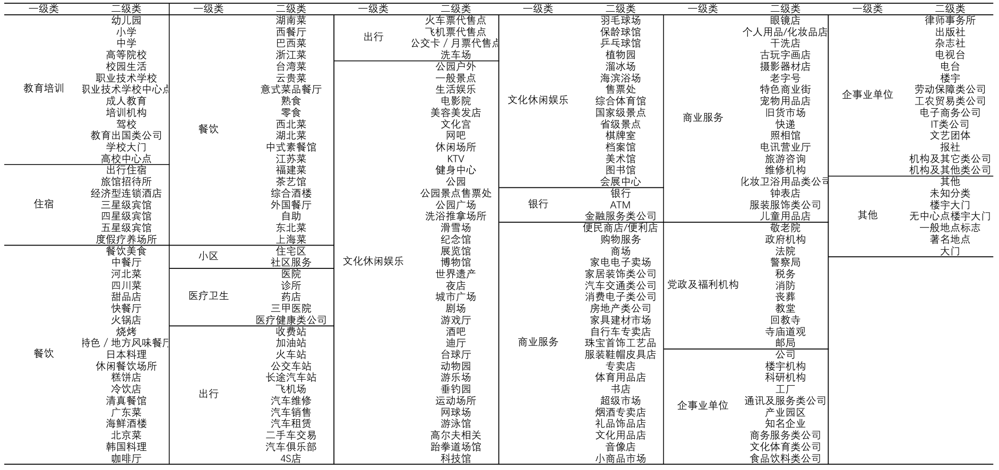 一级类 二级类 一级类 二级类 一级类 二级类 一级类 二级类 一级类 二级类 一级类 二级类
教育培训
幼儿园
小学
中学
高等院校
校园生活
职业技术学校
职业技术学校中心点
成人教育
培训机构
驾校
教育出国类公司
学校大门
高校中心点
住宿
出行住宿
旅馆招待所
经济型连锁酒店
三星级宾馆
四星级宾馆
五星级宾馆
度假疗养场所
餐饮
餐饮美食
中餐厅
河北菜
四川菜
甜品店
快餐厅
火锅店
烧烤
特色 / 地方风味餐厅
日本料理
休闲餐饮场所
糕饼店
冷饮店
清真餐馆
广东菜
海鲜酒楼
北京菜
韩国料理
咖啡厅
餐饮
湖南菜
西餐厅
巴西菜
浙江菜
台湾菜
云贵菜
意式菜品餐厅
熟食
零食
西北菜
湖北菜
中式素餐馆
江苏菜
福建菜
茶艺馆
综合酒楼
外国餐厅
自助
东北菜
上海菜
小区
住宅区
社区服务
医疗卫生
医院
诊所
药店
三甲医院
医疗健康类公司
出行
收费站
加油站
火车站
公交车站
长途汽车站
飞机场
汽车维修
汽车销售
汽车租赁
二手车交易
汽车俱乐部
4S店
出行
火车票代售点
飞机票代售点
公交卡 / 月票代售点
洗车场
文化休闲娱乐
公园户外
一般景点
生活娱乐
电影院
美容美发店
文化宫
网吧
休闲场所
KTV
健身中心
公园
公园景点售票处
公园广场
洗浴推拿场所
滑雪场
纪念馆
展览馆
博物馆
世界遗产
夜店
城市广场
剧场
游戏厅
酒吧
迪厅
台球厅
动物园
游乐场
垂钓园
运动场所
网球场
游泳馆
高尔夫相关
跆拳道场馆
科技馆
文化休闲娱乐
羽毛球场
保龄球馆
乒乓球馆
植物园
溜冰场
海滨浴场
售票处
综合体育馆
国家级景点
省级景点
棋牌室
档案馆
美术馆
图书馆
会展中心
银行
银行
ATM
金融服务类公司
商业服务
便民商店/便利店
购物服务
商场
家电电子卖场
家居装饰类公司
汽车交通类公司
消费电子类公司
房地产类公司
家具建材市场
自行车专卖店
珠宝首饰工艺品
服装鞋帽皮具店
专卖店
体育用品店
书店
超级市场
烟酒专卖店
礼品饰品店
文化用品店
音像店
小商品市场
商业服务
眼镜店
个人用品/化妆品店
干洗店
古玩字画店
摄影器材店
老字号
特色商业街
宠物用品店
旧货市场
快递
照相馆
电讯营业厅
旅游咨询
维修机构
化妆卫浴用品类公司
钟表店
服装服饰类公司
儿童用品店
党政及福利机构
敬老院
政府机构
法院
警察局
税务
消防
丧葬
教堂
回教寺
寺庙道观
邮局
企事业单位
公司
楼宇机构
科研机构
工厂
通讯及服务类公司
产业园区
知名企业
商务服务类公司
文化体育类公司
食品饮料类公司
企事业单位
律师事务所
出版社
杂志社
电视台
电台
楼宇
劳动保障类公司
工农贸易类公司
电子商务公司
IT类公司
文艺团体
报社
机构及其它类公司
机构及其他类公司
其他
其他
未知分类
楼宇大门
无中心点楼宇大门
一般地点标志
著名地点
大门